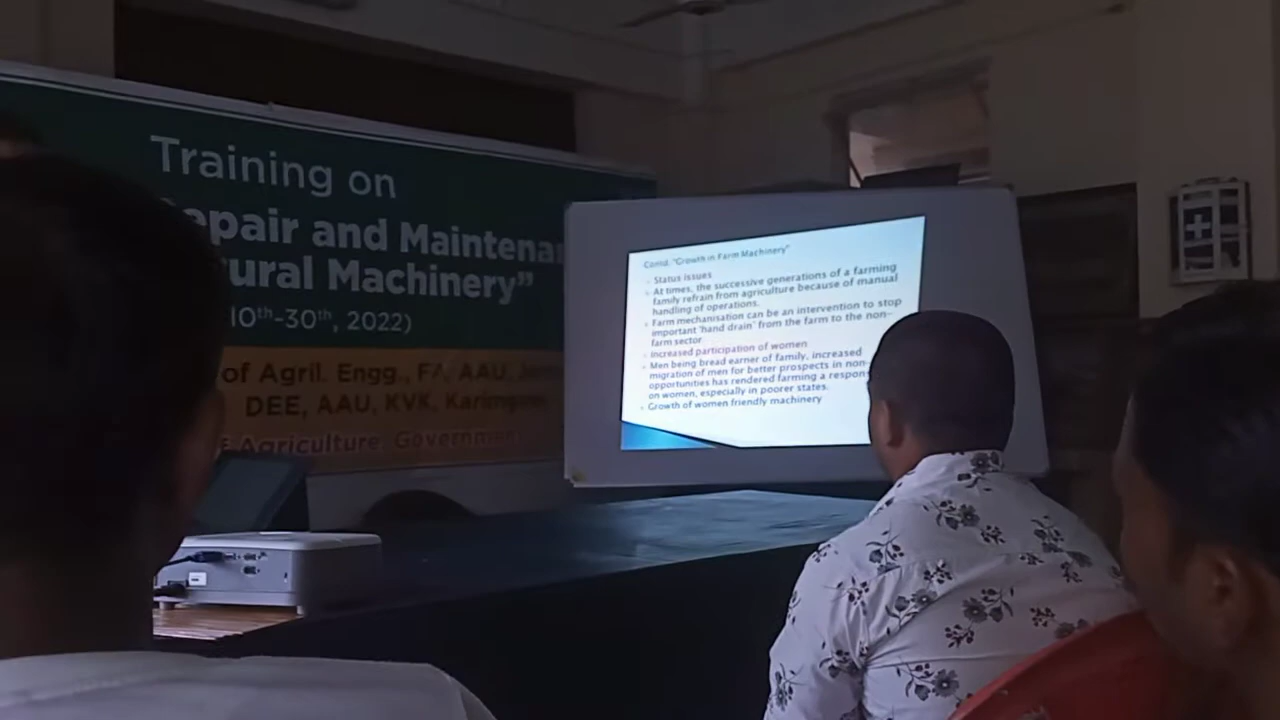 Training on
epair and Maintenan
ural Machinery”
10th-30th, 2022)
of Agril. Engg., FA, AAU,
DEE, AAU, KVK, Karimganj
Agriculture, Government
Contd. "Growth in Farm Machinery"
Status issues
At times, the successive generations of a farming
family refrain from agriculture because of manual
handling of operations.
Farm mechanisation can be an intervention to stop
important 'hand drain' from the farm to the non-
farm sector
Increased participation of women
Men being bread earner of family, increased
migration of men for better prospects in non-
opportunities has rendered farming a respon
on women, especially in poorer states.
Growth of women friendly machinery